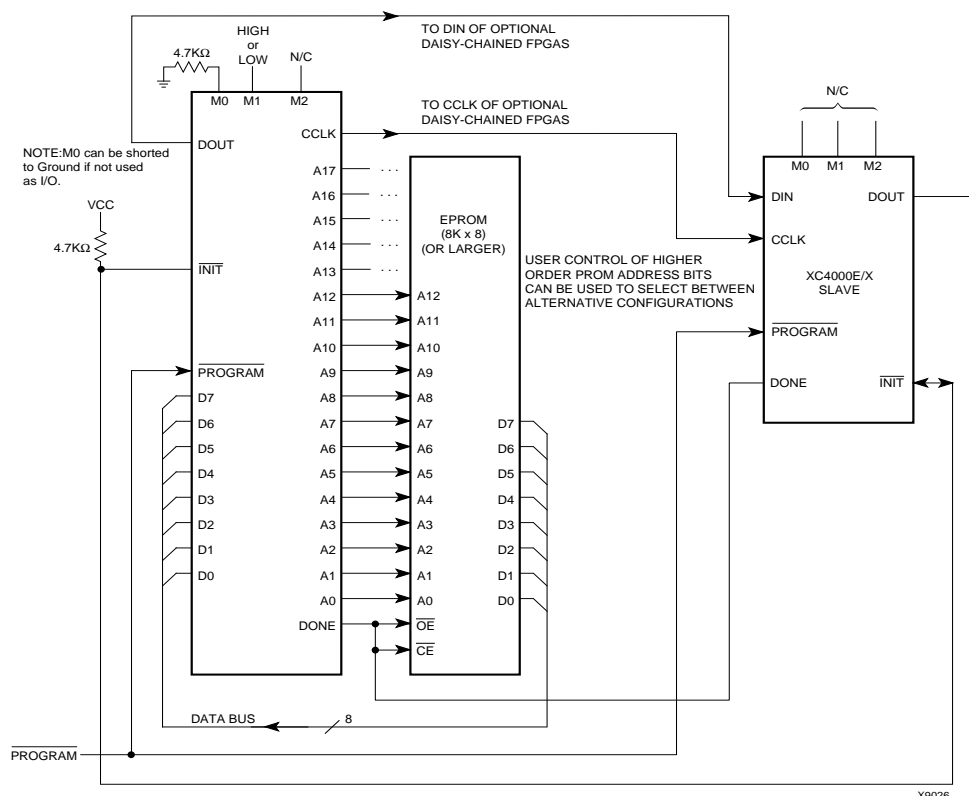 TO DIN OF OPTIONAL
DAISY-CHAINED FPGAS
HIGH
or
LOW
4.7KΩ
N/C
M0 M1 M2
TO CCLK OF OPTIONAL
DAISY-CHAINED FPGAS
N/C
M0 M1 M2
DOUT
CCLK
NOTE:M0 can be shorted
to Ground if not used
as I/O.
VCC
4.7KΩ
INIT
PROGRAM
D7
D6
D5
D4
D3
D2
D1
D0
A17 ...
A16 ...
A15 ...
A14 ...
A13 ...
A12
A11
A10
A9
A8
A7
A6
A5
A4
A3
A2
A1
A0
DONE
EPROM
(8K x 8)
(OR LARGER)
A12
A11
A10
A9
A8
A7
A6
A5
A4
A3
A2
A1
A0
OE
CE
D7
D6
D5
D4
D3
D2
D1
D0
USER CONTROL OF HIGHER
ORDER PROM ADDRESS BITS
CAN BE USED TO SELECT BETWEEN
ALTERNATIVE CONFIGURATIONS
DIN
DOUT
CCLK
XC4000E/X
SLAVE
PROGRAM
DONE
INIT
DATA BUS
8
PROGRAM
X9026